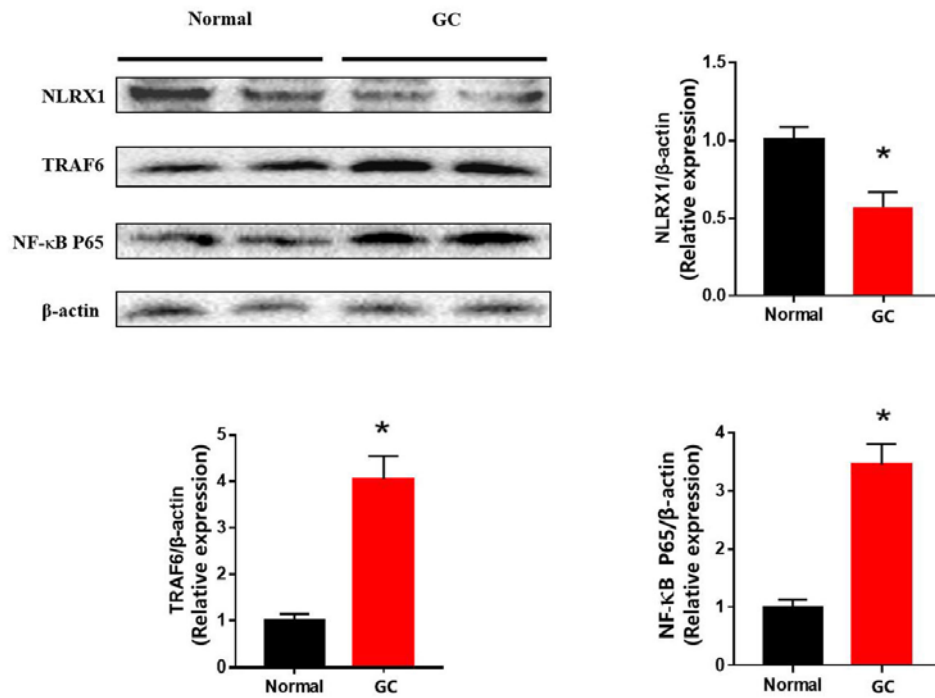 Normal GC
NLRX1
TRAF6
NF-κB P65
β-actin
NLRX1/β-actin
(Relative expression)
1.5
1.0
0.5
0.0
*
Normal GC
TRAF6/β-actin
(Relative expression)
5
4
3
2
1
0
*
Normal GC
NF-κB P65/β-actin
(Relative expression)
4
3
2
1
0
*
Normal GC